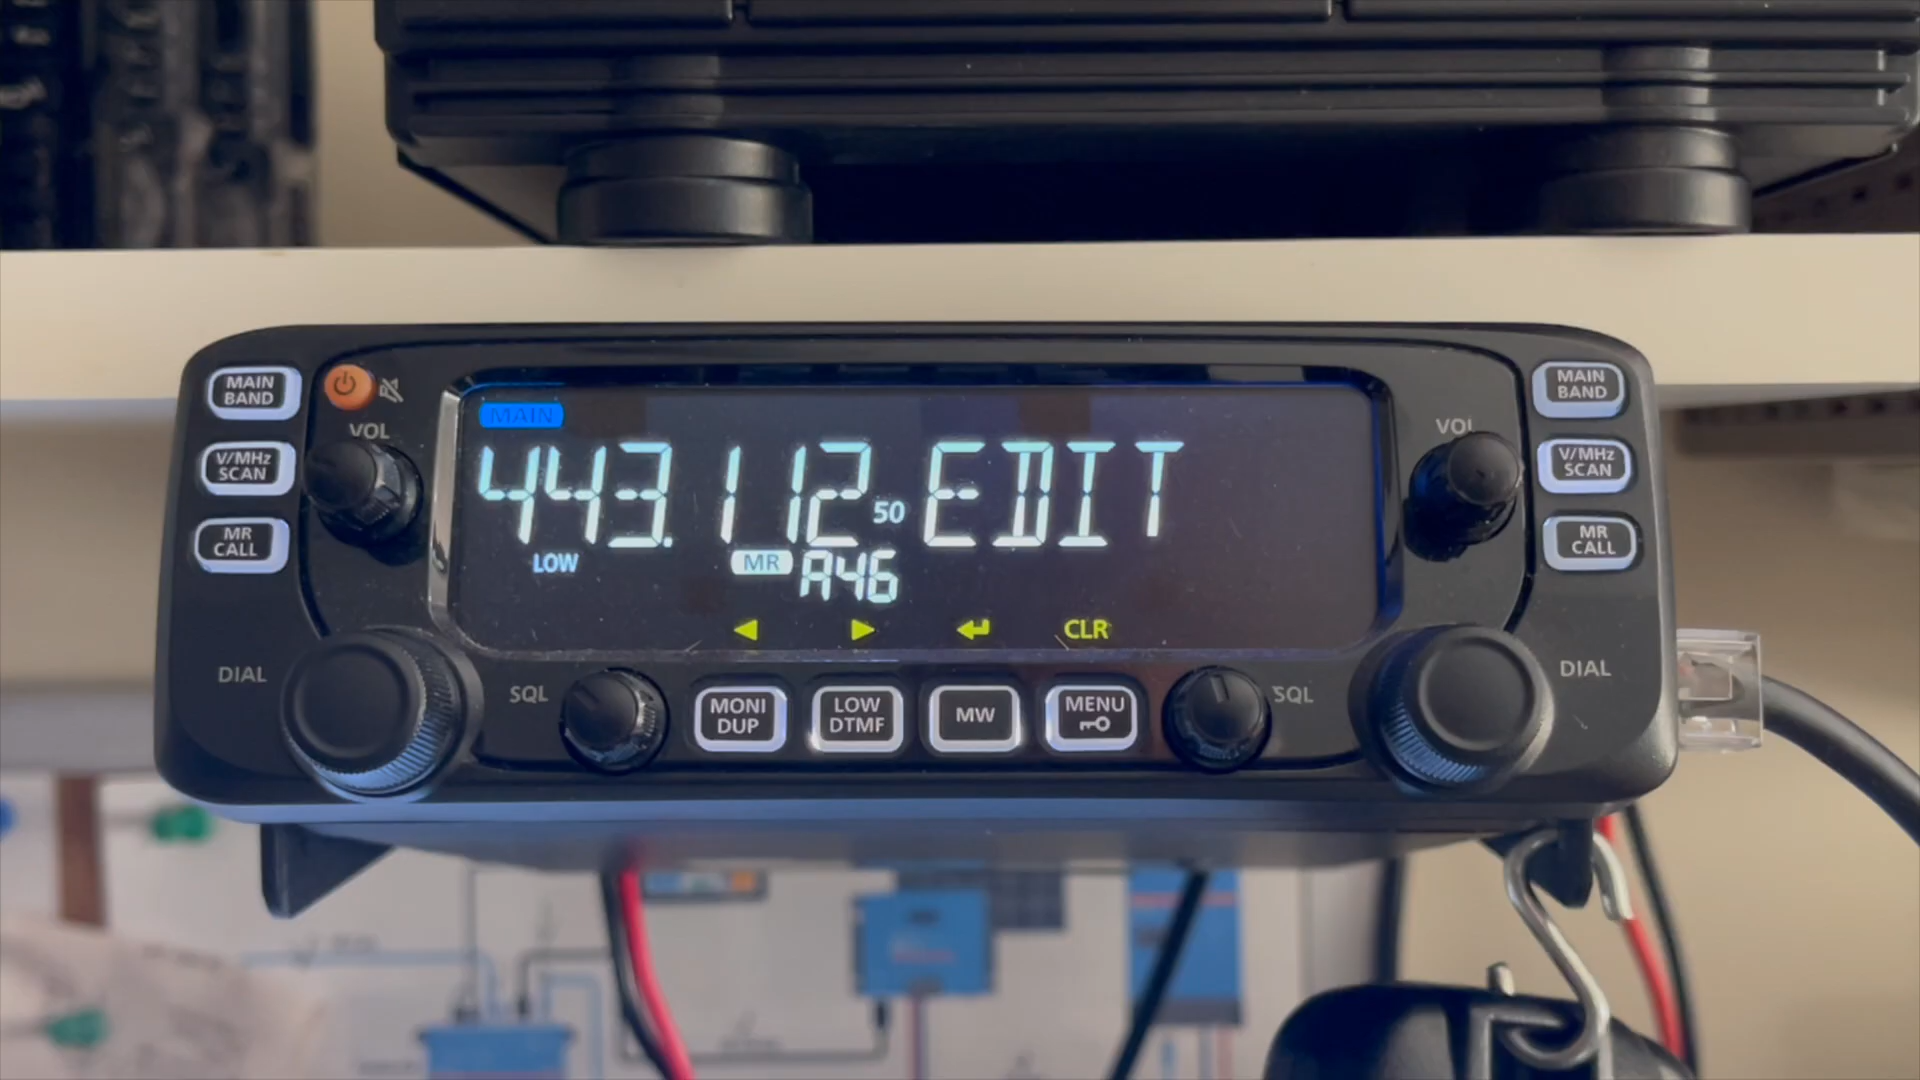 MAIN
BAND
VOL
V/MHz
SCAN
MR
CALL
DIAL
SQL
MAIN
443.112 50 EDIT
LOW
MR A46
CLR
MONI
DUP
LOW
DTMF
MW
MENU
SQL
VOL
MAIN
BAND
V/MHz
SCAN
MR
CALL
DIAL